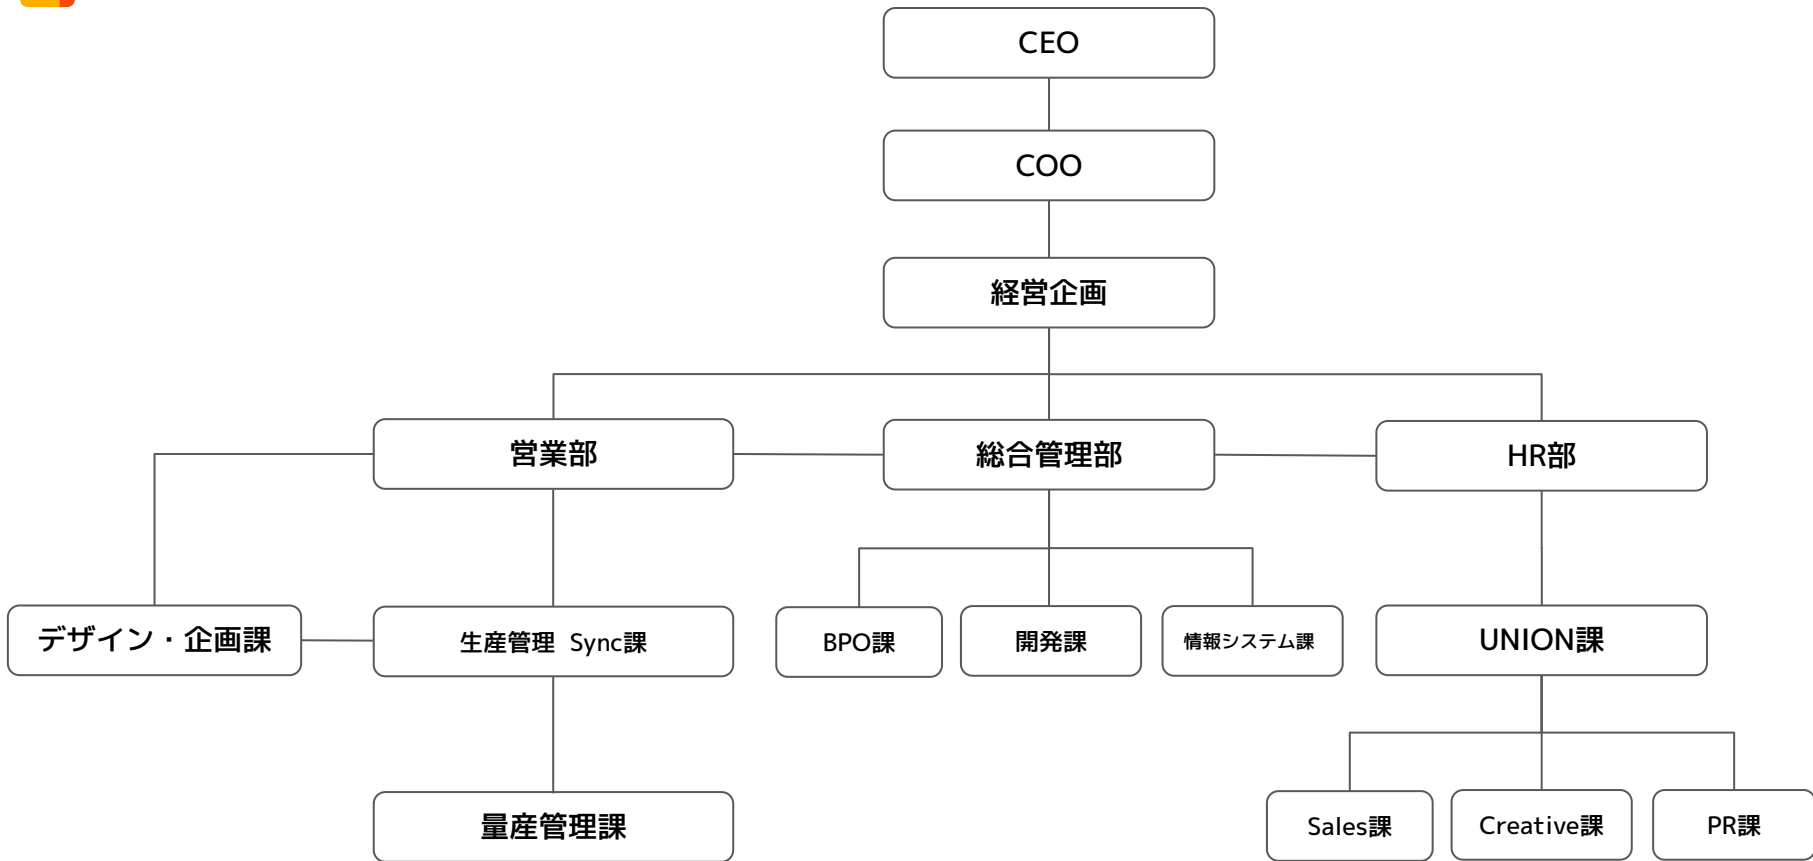 CEO
COO
経営企画
営業部
総合管理部
HR部
デザイン・企画課
生産管理 Sync課
BPO課
開発課
情報システム課
UNION課
量産管理課
Sales課
Creative課
PR課